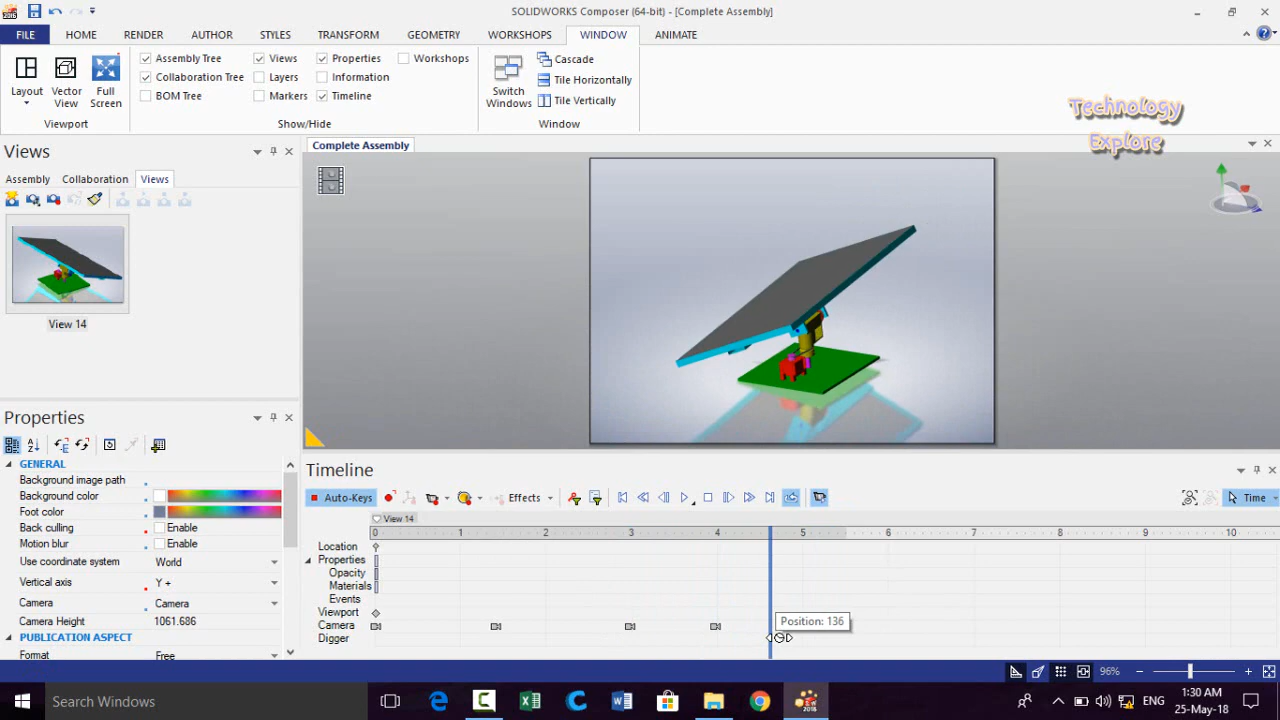 SOLIDWORKS Composer (64-bit) - [Complete Assembly]
FILE HOME RENDER AUTHOR STYLES TRANSFORM GEOMETRY WORKSHOPS WINDOW ANIMATE
Assembly Tree Views Properties Workshops
Collaboration Tree Layers Information
BOM Tree Markers Timeline
Layout Vector View Full Screen
Viewport
Show/Hide
Switch Windows
Cascade
Tile Horizontally
Tile Vertically
Window
Technology
Explore
Views
Complete Assembly
Assembly Collaboration Views
View 14
Properties
GENERAL
Background image path
Background color
Foot color
Back culling Enable
Motion blur Enable
Use coordinate system World
Vertical axis Y +
Camera Camera
Camera Height 1061.686
PUBLICATION ASPECT
Format Free
Timeline
Auto-Keys Effects Time
View 14
0 1 2 3 4 5 6 7 8 9 10
Location
Properties
Opacity
Materials
Events
Viewport
Camera
Digger
Position: 136
96%
Search Windows
ENG
1:30 AM
25-May-18